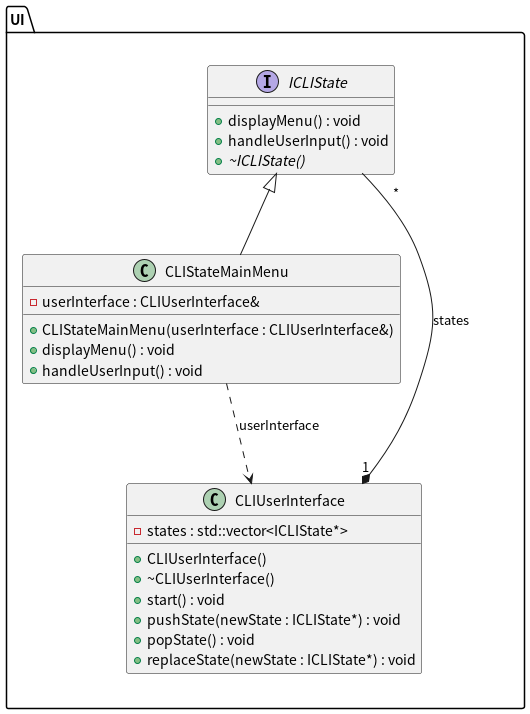 UI
I ICLIState
displayMenu() : void
handleUserInput() : void
~ICLIState()
*
C CLIStateMainMenu
userInterface : CLIUserInterface&
CLIStateMainMenu(userInterface : CLIUserInterface&)
displayMenu() : void
handleUserInput() : void
states
userInterface
1
C CLIUserInterface
states : std::vector<ICLIState*>
CLIUserInterface()
~CLIUserInterface()
start() : void
pushState(newState : ICLIState*) : void
popState() : void
replaceState(newState : ICLIState*) : void